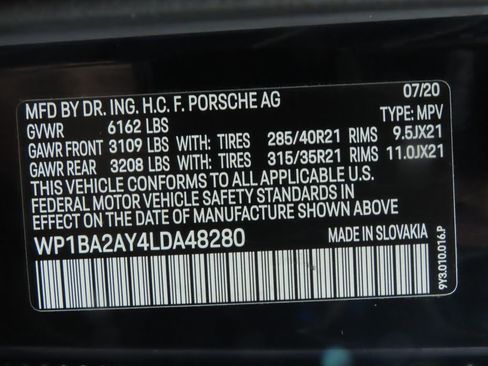 MFD BY DR. ING. H.C. F. PORSCHE AG 07/20
GVWR 6162 LBS TYPE: MPV
GAWR FRONT 3109 LBS WITH: TIRES 285/40R21 RIMS 9.5JX21
GAWR REAR 3208 LBS WITH: TIRES 315/35R21 RIMS 11.0JX21
THIS VEHICLE CONFORMS TO ALL APPLICABLE U.S.
FEDERAL MOTOR VEHICLE SAFETY STANDARDS IN
EFFECT ON THE DATE OF MANUFACTURE SHOWN ABOVE
WP1BA2AY4LDA48280 MADE IN SLOVAKIA
9Y3.010.016.P